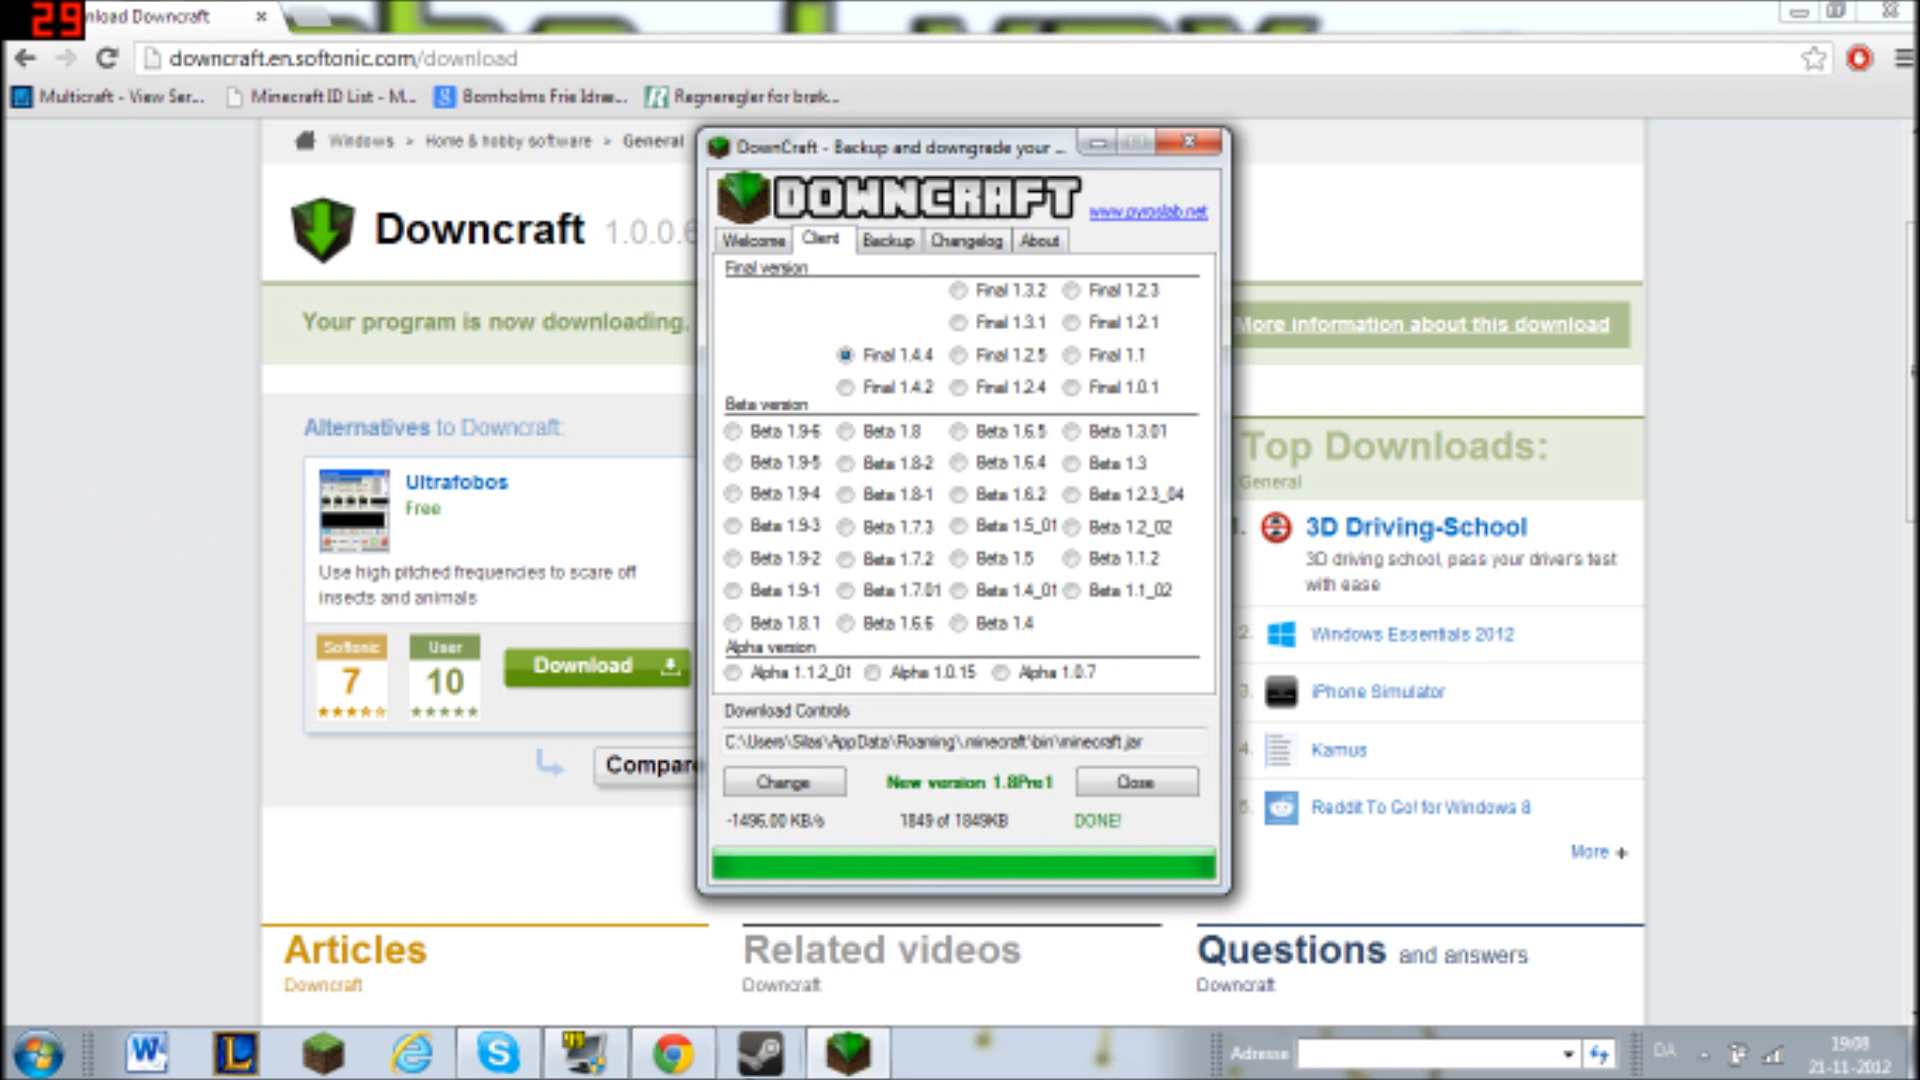 29
nload Downcraft
downcraft.en.softonic.com/download
Multicraft - View Ser...
Minecraft ID List - M...
Bornholms Frie Idræ...
Regneregler for brøk...
Windows > Home & hobby software > General
Downcraft 1.0.0.6
Your program is now downloading.
More information about this download
Alternatives to Downcraft:
Ultrafobos
Free
Use high pitched frequencies to scare off
insects and animals
Softonic
7
User
10
Download
Compare
DownCraft - Backup and downgrade your ...
DOWNCRAFT
www.pyroslab.net
Welcome Client Backup Changelog About
Final version
Final 1.3.2 Final 1.2.3
Final 1.3.1 Final 1.2.1
Final 1.4.4 Final 1.2.5 Final 1.1
Final 1.4.2 Final 1.2.4 Final 1.0.1
Beta version
Beta 1.9-6 Beta 1.8 Beta 1.6.5 Beta 1.3.01
Beta 1.9-5 Beta 1.8-2 Beta 1.6.4 Beta 1.3
Beta 1.9-4 Beta 1.8-1 Beta 1.6.2 Beta 1.2.3_04
Beta 1.9-3 Beta 1.7.3 Beta 1.5_01 Beta 1.2_02
Beta 1.9-2 Beta 1.7.2 Beta 1.5 Beta 1.1.2
Beta 1.9-1 Beta 1.7.01 Beta 1.4_01 Beta 1.1_02
Beta 1.8.1 Beta 1.6.6 Beta 1.4
Alpha version
Alpha 1.1.2_01 Alpha 1.0.15 Alpha 1.0.7
Download Controls
C:\Users\Silas\AppData\Roaming\.minecraft\bin\minecraft.jar
Change
New version 1.8Pre1
Close
-1496,00 KB/s
1849 of 1849KB
DONE!
Top Downloads:
General
1. 3D Driving-School
3D driving school, pass your driver's test
with ease
2. Windows Essentials 2012
3. iPhone Simulator
4. Kamus
5. Reddit To Go! for Windows 8
More +
Articles
Downcraft
Related videos
Downcraft
Questions and answers
Downcraft
Adresse
DA
19:08
21-11-2012